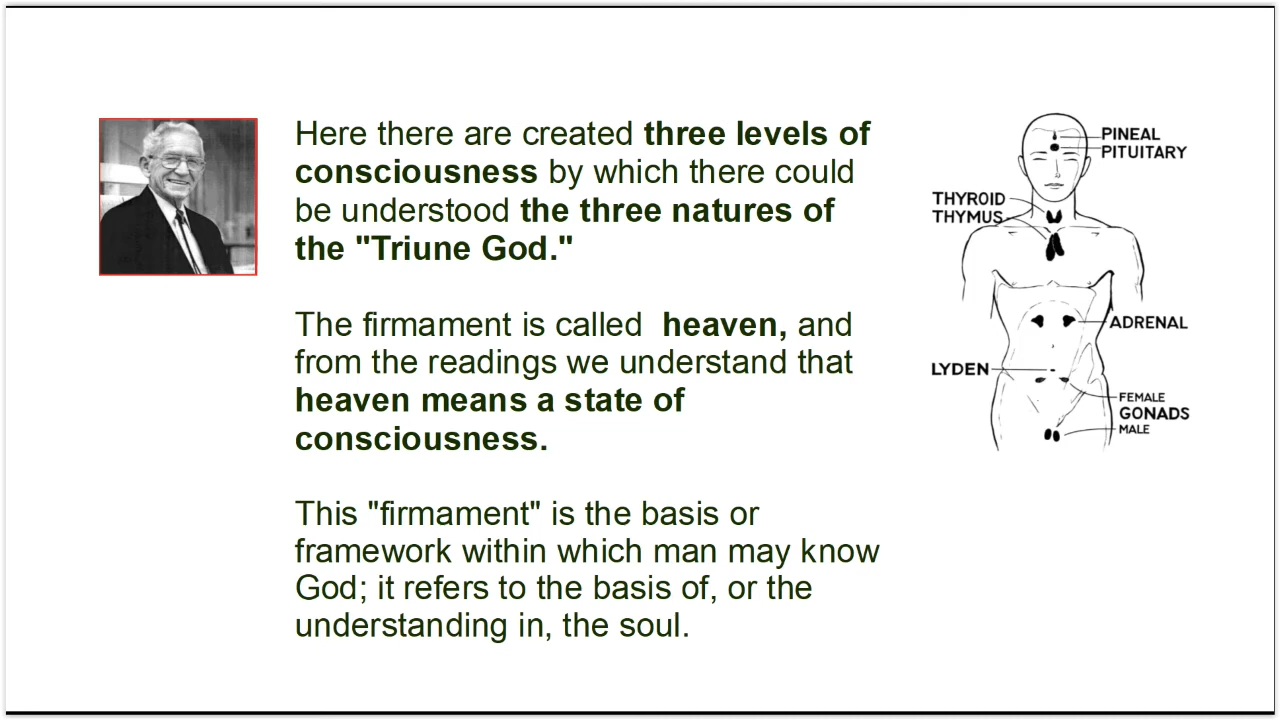 Here there are created three levels of
consciousness by which there could
be understood the three natures of
the "Triune God."
The firmament is called  heaven, and
from the readings we understand that
heaven means a state of
consciousness.
This "firmament" is the basis or
framework within which man may know
God; it refers to the basis of, or the
understanding in, the soul.
PINEAL
PITUITARY
THYROID
THYMUS
ADRENAL
LYDEN
FEMALE
GONADS
MALE